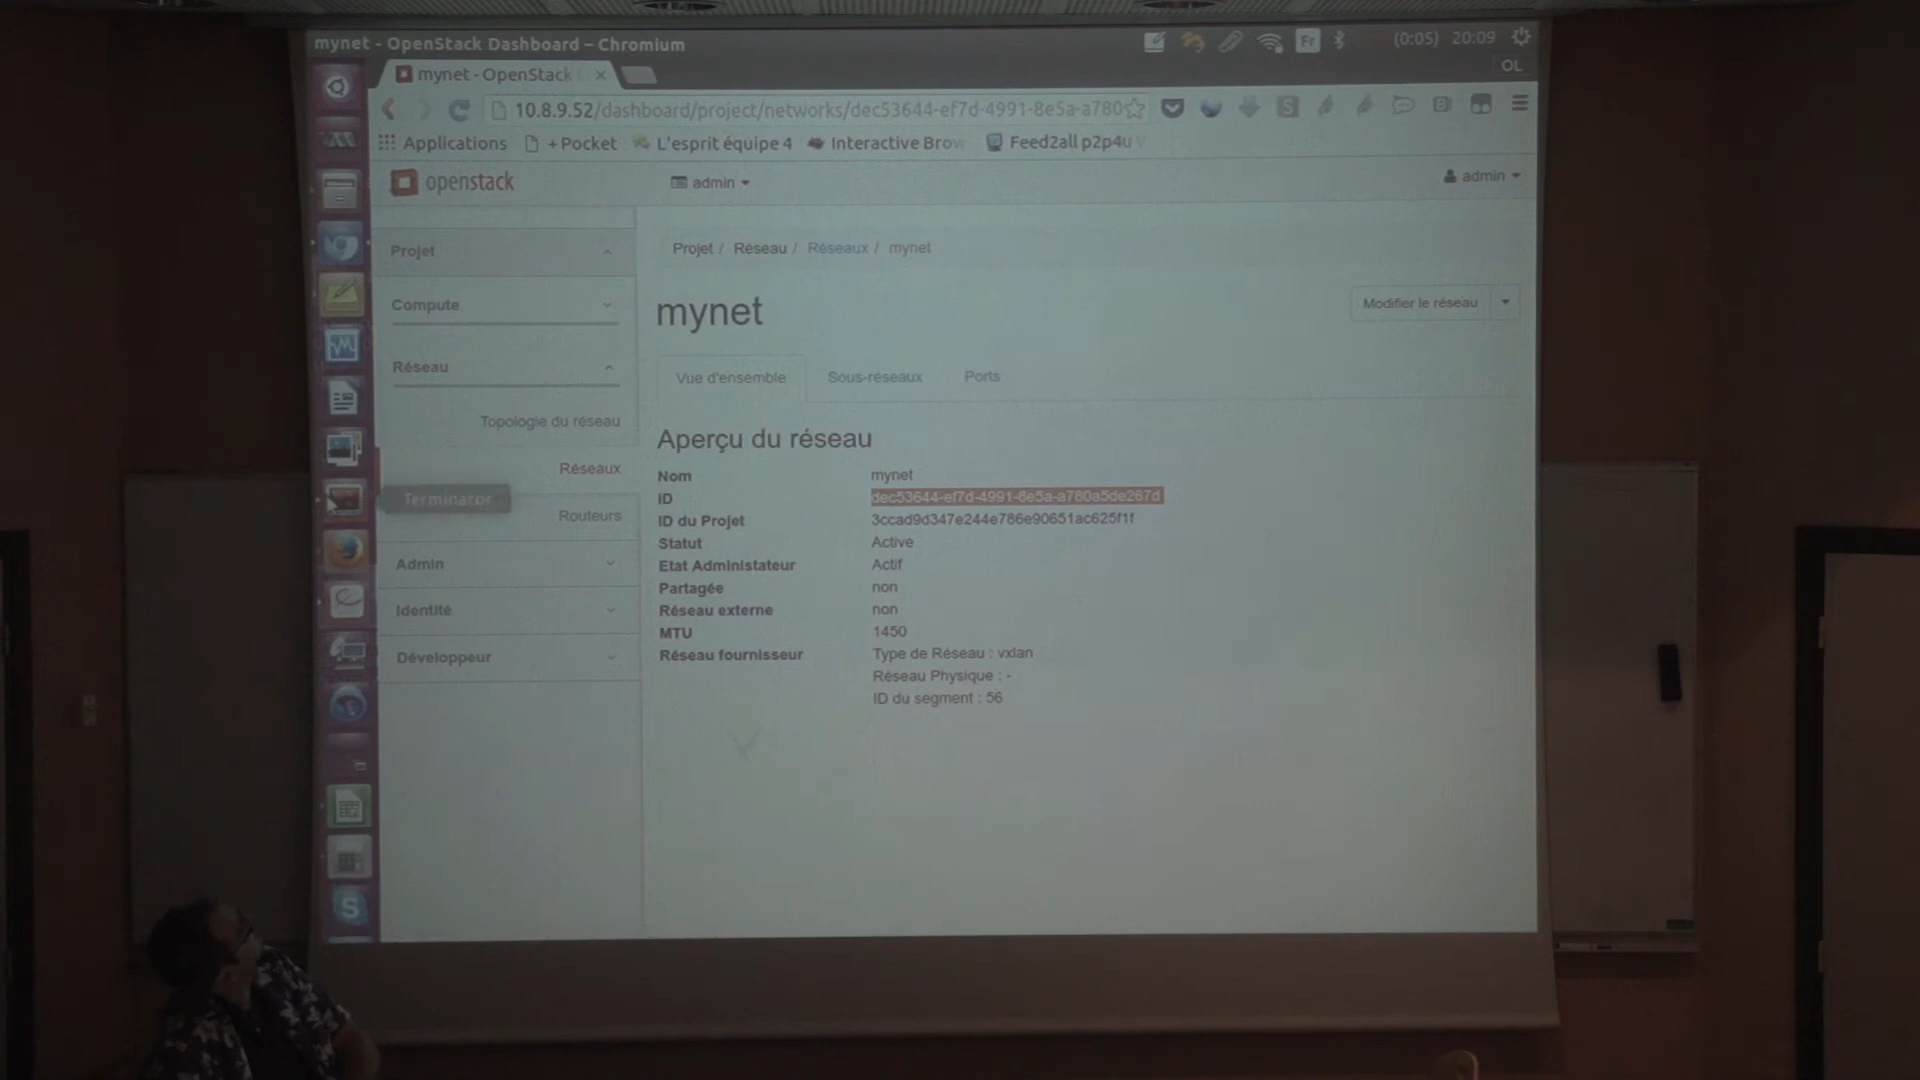 mynet - OpenStack Dashboard – Chromium
Fr
(0:05) 20:09
OL
mynet - OpenStack
10.8.9.52/dashboard/project/networks/dec53644-ef7d-4991-8e5a-a780
Applications
+Pocket
L'esprit équipe 4
Interactive Brow
Feed2all p2p4u V
openstack
admin
admin
Projet
Compute
Réseau
Topologie du réseau
Réseaux
Terminator
Routeurs
Admin
Identité
Développeur
Projet / Réseau / Réseaux / mynet
mynet
Modifier le réseau
Vue d'ensemble
Sous-réseaux
Ports
Aperçu du réseau
Nom mynet
ID dec53644-ef7d-4991-8e5a-a780a5de267d
ID du Projet 3ccad9d347e244e786e90651ac625f1f
Statut Active
Etat Administateur Actif
Partagée non
Réseau externe non
MTU 1450
Réseau fournisseur Type de Réseau : vxlan
Réseau Physique : -
ID du segment : 56